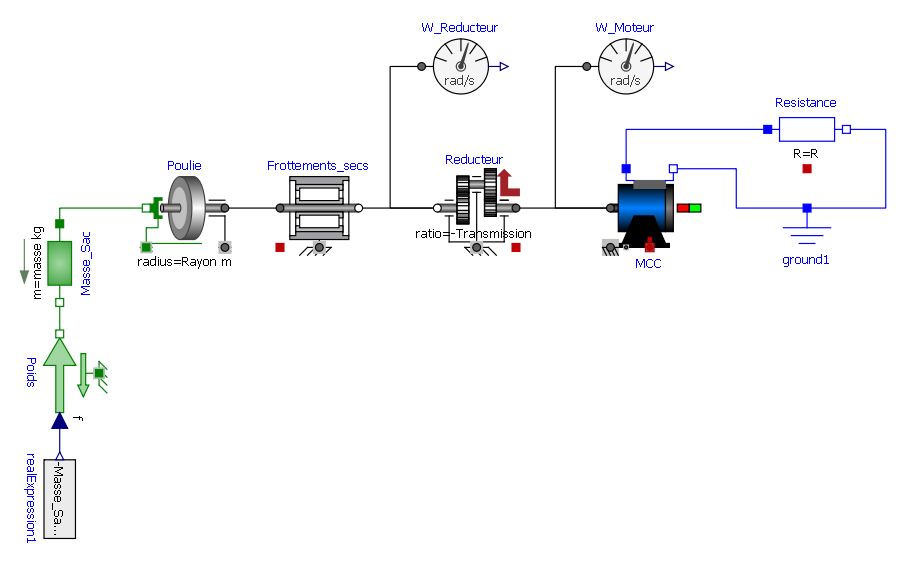 W_Reducteur
W_Moteur
rad/s
rad/s
Resistance
R=R
Poulie
Frottements_secs
Reducteur
radius=Rayon m
ratio=-Transmission
MCC
ground1
m=masse kg
Masse_Sac
Poids
f
realExpression1
-Masse_Sa...